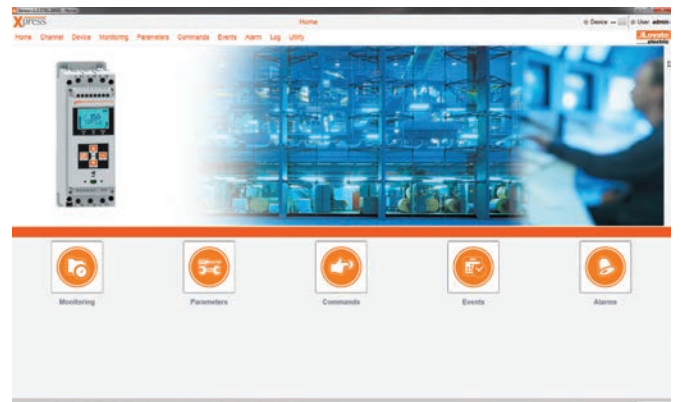 Xpress
Home
Device
User admin
Home Channel Device Monitoring Parameters Commands Events Alarm Log Utility
Lovato
electric
Monitoring
Parameters
Commands
Events
Alarms